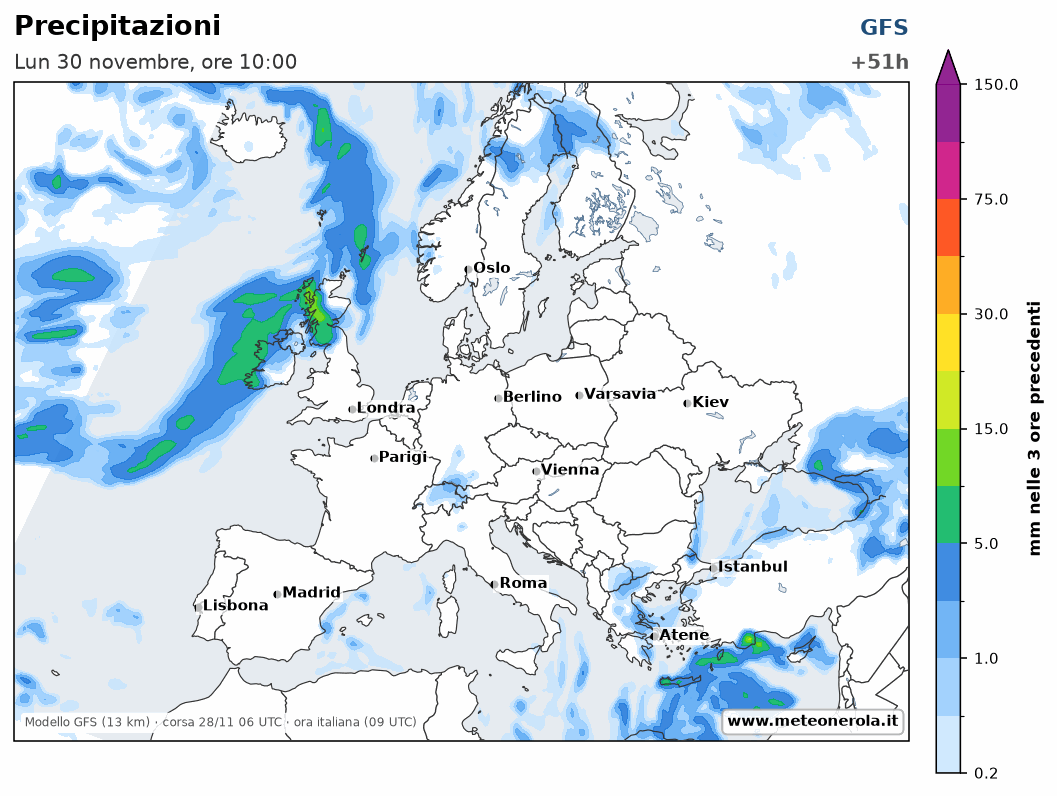 Precipitazioni
GFS
Lun 30 novembre, ore 10:00
+51h
150.0
75.0
30.0
15.0
5.0
1.0
0.2
mm nelle 3 ore precedenti
Oslo
Londra
Berlino
Varsavia
Kiev
Parigi
Vienna
Istanbul
Roma
Madrid
Lisbona
Atene
Modello GFS (13 km) · corsa 28/11 06 UTC · ora italiana (09 UTC)
www.meteonerola.it